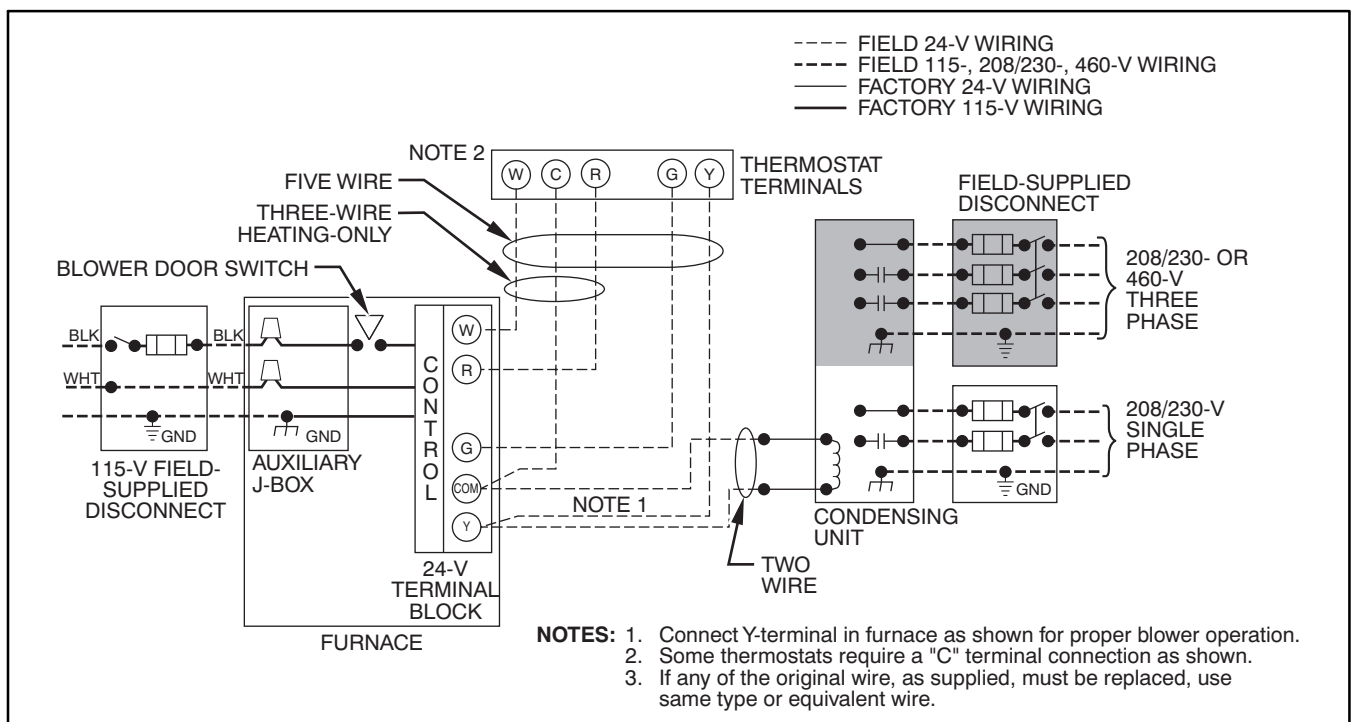 FIELD 24-V WIRING
FIELD 115-, 208/230-, 460-V WIRING
FACTORY 24-V WIRING
FACTORY 115-V WIRING
NOTE 2
W C R G Y
THERMOSTAT
TERMINALS
FIVE WIRE
THREE-WIRE
HEATING-ONLY
BLOWER DOOR SWITCH
FIELD-SUPPLIED
DISCONNECT
208/230- OR
460-V
THREE
PHASE
BLK
BLK
WHT
WHT
GND
GND
115-V FIELD-
SUPPLIED
DISCONNECT
AUXILIARY
J-BOX
CONTROL
W
R
G
COM
Y
NOTE 1
24-V
TERMINAL
BLOCK
FURNACE
TWO
WIRE
CONDENSING
UNIT
GND
208/230-V
SINGLE
PHASE
NOTES: 1. Connect Y-terminal in furnace as shown for proper blower operation.
2. Some thermostats require a "C" terminal connection as shown.
3. If any of the original wire, as supplied, must be replaced, use
same type or equivalent wire.